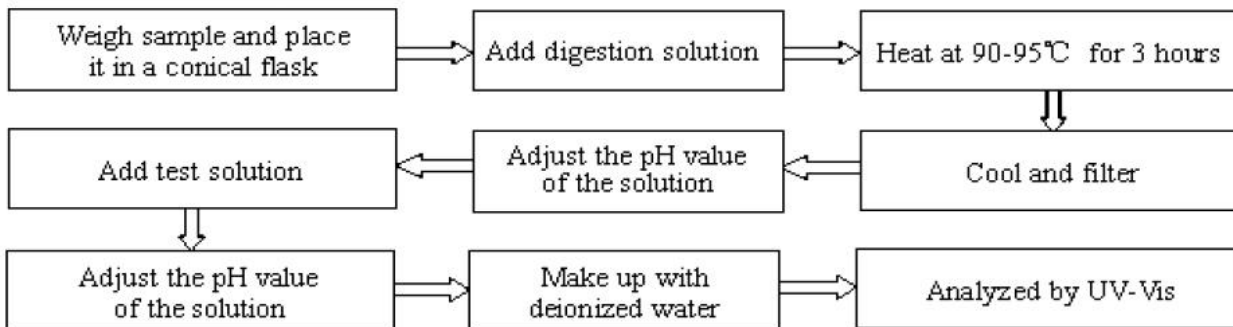 Weigh sample and place
it in a conical flask
Add digestion solution
Heat at 90-95℃ for 3 hours
Cool and filter
Adjust the pH value
of the solution
Add test solution
Adjust the pH value
of the solution
Make up with
deionized water
Analyzed by UV-Vis